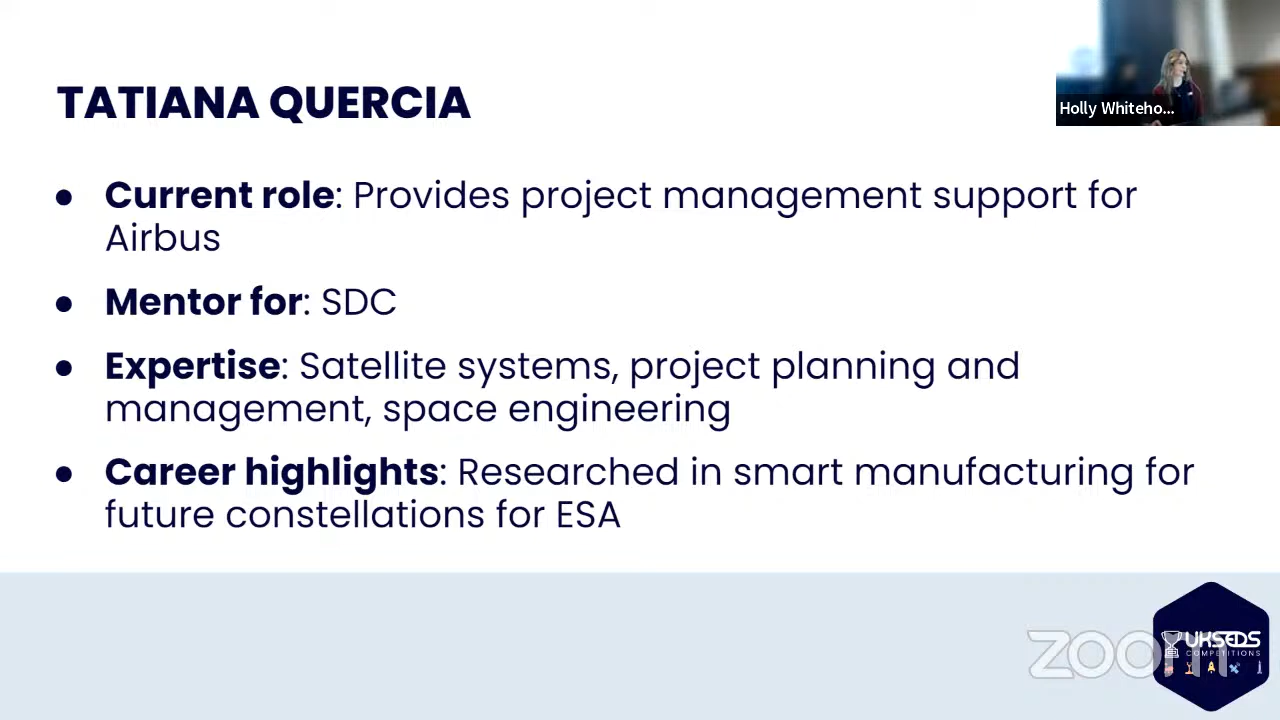 TATIANA QUERCIA
Holly Whiteho...
● Current role: Provides project management support for
Airbus
● Mentor for: SDC
● Expertise: Satellite systems, project planning and
management, space engineering
● Career highlights: Researched in smart manufacturing for
future constellations for ESA
zoom
UKSEDS
COMPETITIONS